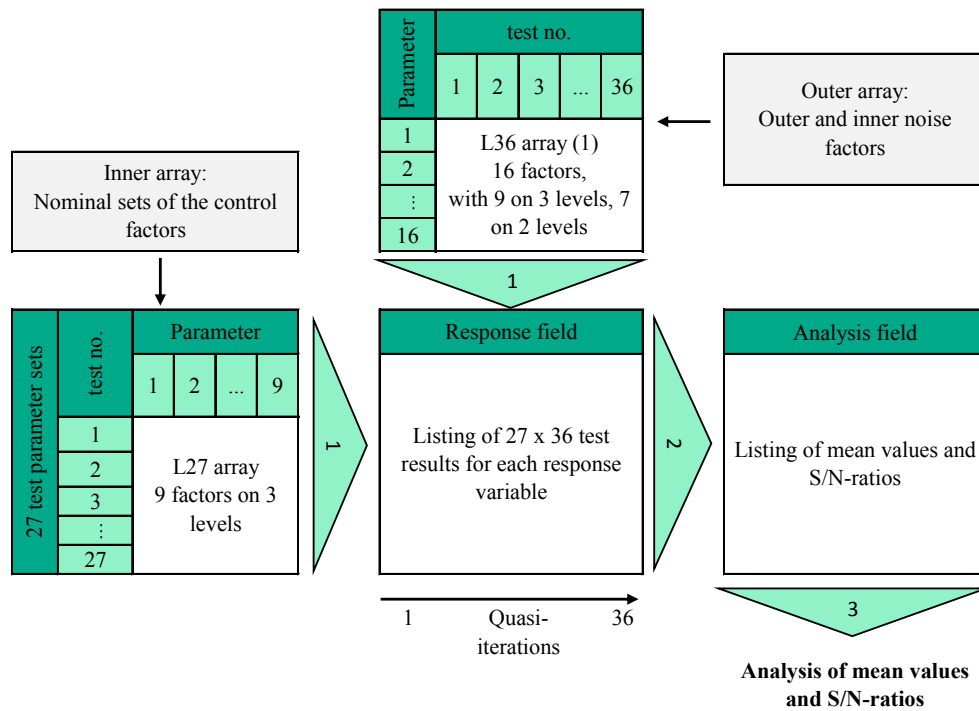 Parameter
test no.
1 2 3 ... 36
1
2
⋮
16
L36 array (1)
16 factors,
with 9 on 3 levels, 7
on 2 levels
Outer array:
Outer and inner noise
factors
Inner array:
Nominal sets of the control
factors
1
27 test parameter sets
test no.
Parameter
1 2 ... 9
1
2
3
⋮
27
L27 array
9 factors on 3
levels
1
Response field
Listing of 27 x 36 test
results for each response
variable
2
Analysis field
Listing of mean values and
S/N-ratios
1 Quasi- 36
iterations
3
Analysis of mean values
and S/N-ratios